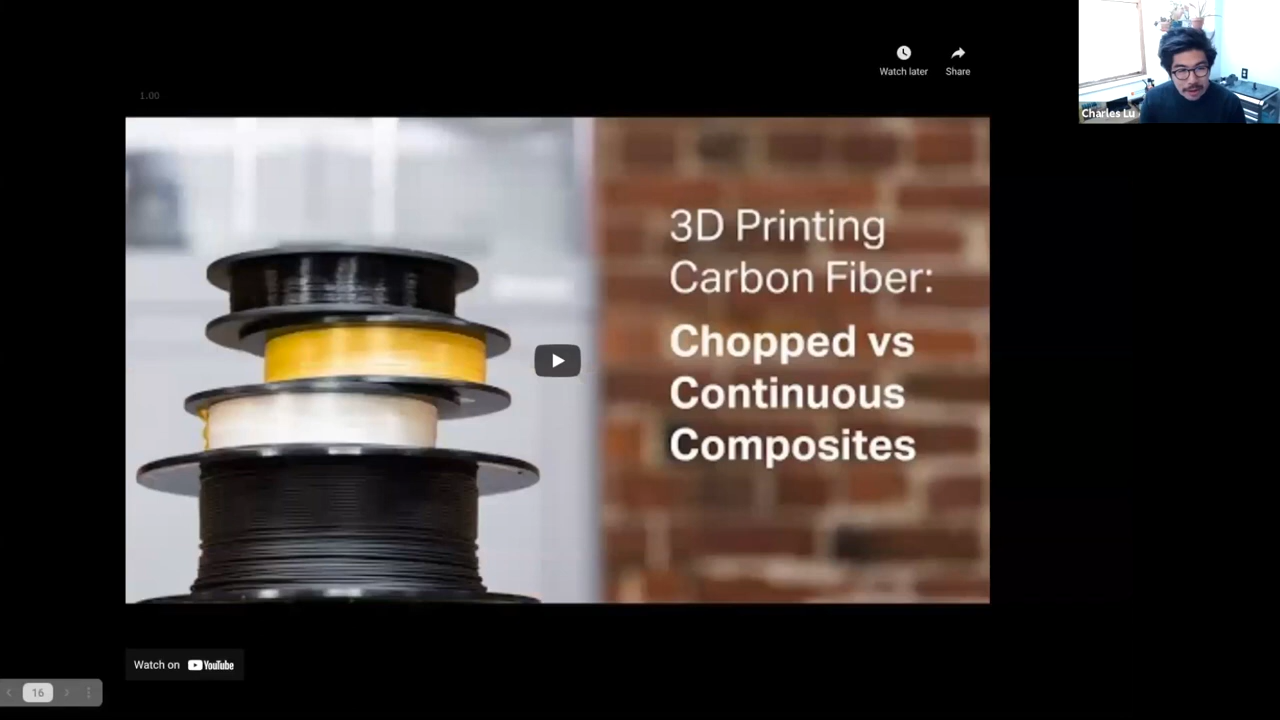 Watch later
Share
1.00
Charles Lu
3D Printing
Carbon Fiber:
Chopped vs
Continuous
Composites
Watch on YouTube
16